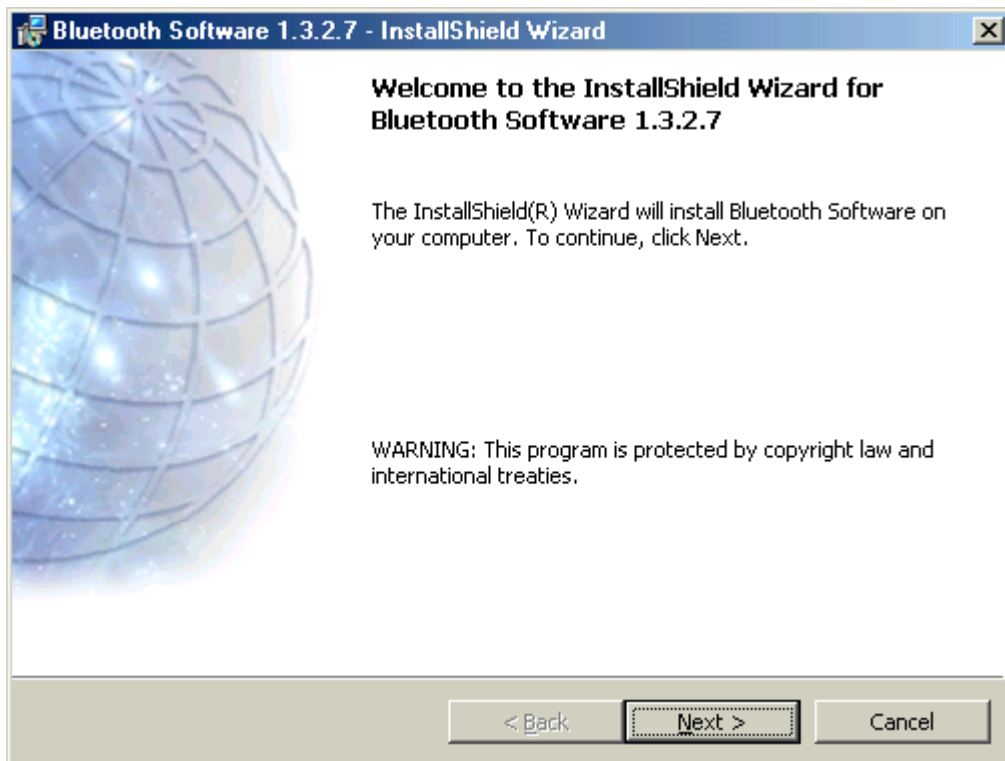 Bluetooth Software 1.3.2.7 - InstallShield Wizard
Welcome to the InstallShield Wizard for
Bluetooth Software 1.3.2.7
The InstallShield(R) Wizard will install Bluetooth Software on
your computer. To continue, click Next.
WARNING: This program is protected by copyright law and
international treaties.
< Back
Next >
Cancel